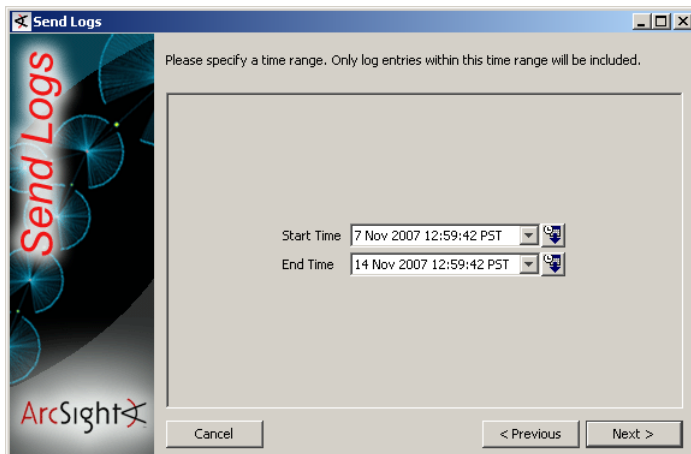 Send Logs
Send Logs
Please specify a time range. Only log entries within this time range will be included.
Start Time 7 Nov 2007 12:59:42 PST
End Time 14 Nov 2007 12:59:42 PST
ArcSight
Cancel < Previous Next >